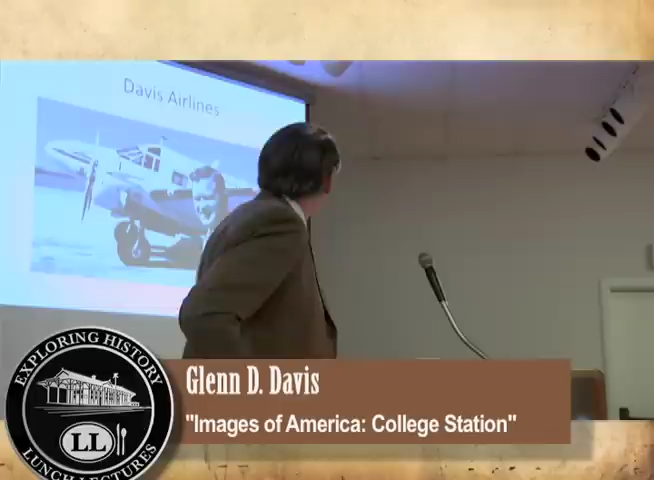 Davis Airlines
EXPLORING HISTORY
LL
LUNCH LECTURES
Glenn D. Davis
"Images of America: College Station"